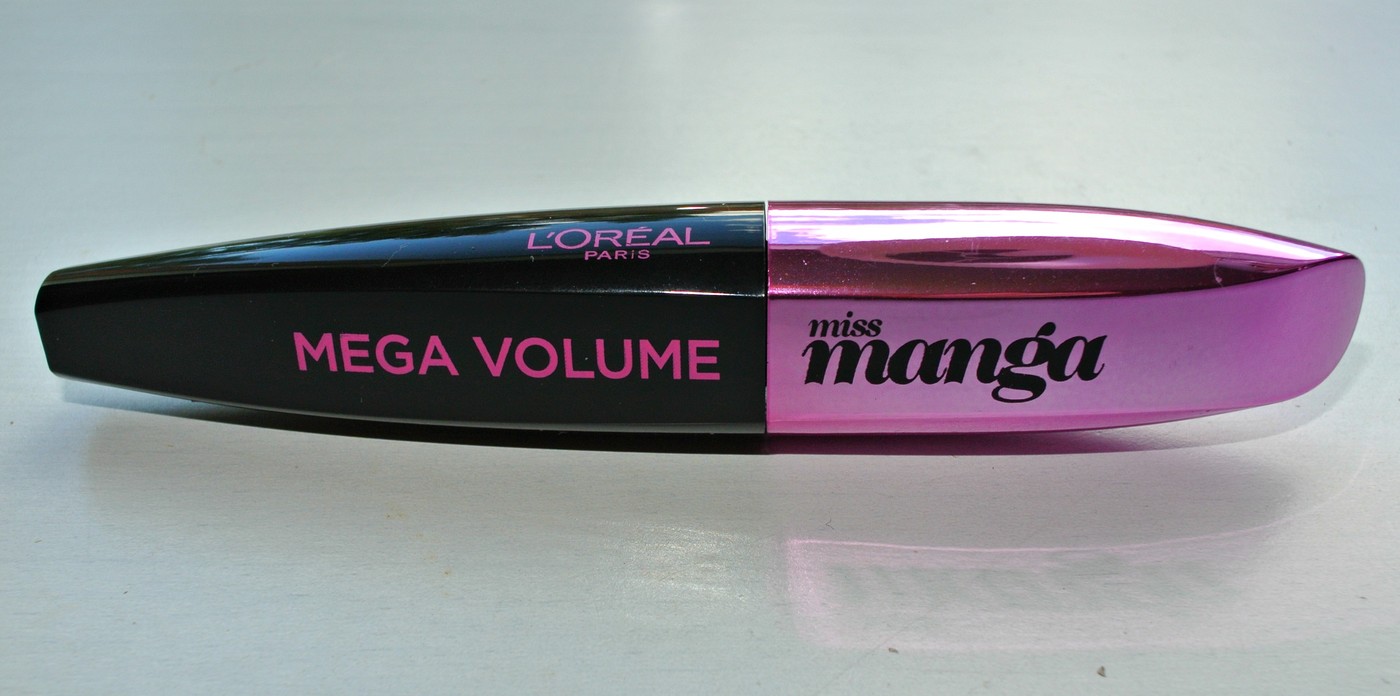 L'ORÉAL
PARIS
MEGA VOLUME
miss
manga